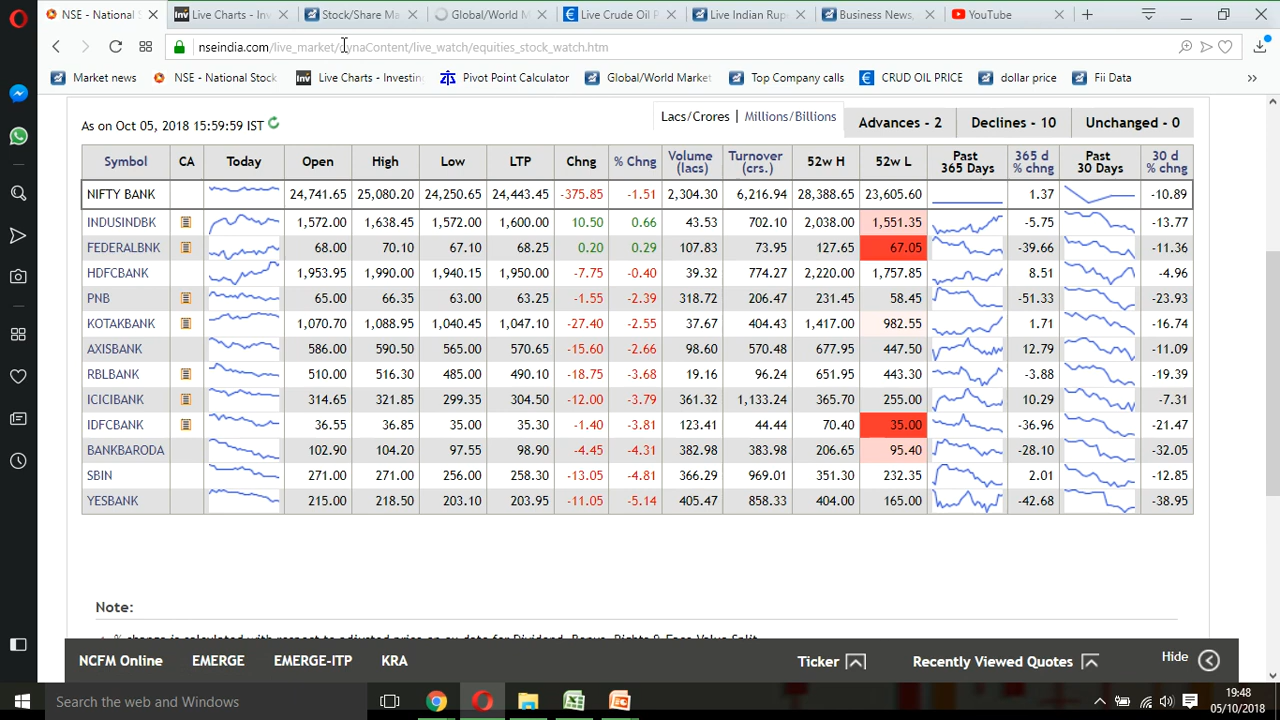 NSE - National S
Live Charts - Inv
Stock/Share Ma
Global/World M
Live Crude Oil P
Live Indian Rup
Business News,
YouTube
nseindia.com/live_market/dynaContent/live_watch/equities_stock_watch.htm
Market news
NSE - National Stock
Live Charts - Investin
Pivot Point Calculator
Global/World Market
Top Company calls
CRUD OIL PRICE
dollar price
Fii Data
As on Oct 05, 2018 15:59:59 IST
Lacs/Crores | Millions/Billions
Advances - 2
Declines - 10
Unchanged - 0
Symbol CA Today Open High Low LTP Chng % Chng Volume (lacs) Turnover (crs.) 52w H 52w L Past 365 Days 365 d % chng Past 30 Days 30 d % chng
NIFTY BANK 24,741.65 25,080.20 24,250.65 24,443.45 -375.85 -1.51 2,304.30 6,216.94 28,388.65 23,605.60 1.37 -10.89
INDUSINDBK 1,572.00 1,638.45 1,572.00 1,600.00 10.50 0.66 43.53 702.10 2,038.00 1,551.35 -5.75 -13.77
FEDERALBNK 68.00 70.10 67.10 68.25 0.20 0.29 107.83 73.95 127.65 67.05 -39.66 -11.36
HDFCBANK 1,953.95 1,990.00 1,940.15 1,950.00 -7.75 -0.40 39.32 774.27 2,220.00 1,757.85 8.51 -4.96
PNB 65.00 66.35 63.00 63.25 -1.55 -2.39 318.72 206.47 231.45 58.45 -51.33 -23.93
KOTAKBANK 1,070.70 1,088.95 1,040.45 1,047.10 -27.40 -2.55 37.67 404.43 1,417.00 982.55 1.71 -16.74
AXISBANK 586.00 590.50 565.00 570.65 -15.60 -2.66 98.60 570.48 677.95 447.50 12.79 -11.09
RBLBANK 510.00 516.30 485.00 490.10 -18.75 -3.68 19.16 96.24 651.95 443.30 -3.88 -19.39
ICICIBANK 314.65 321.85 299.35 304.50 -12.00 -3.79 361.32 1,133.24 365.70 255.00 10.29 -7.31
IDFCBANK 36.55 36.85 35.00 35.30 -1.40 -3.81 123.41 44.44 70.40 35.00 -36.96 -21.47
BANKBARODA 102.90 104.20 97.55 98.90 -4.45 -4.31 382.98 383.98 206.65 95.40 -28.10 -32.05
SBIN 271.00 271.00 256.00 258.30 -13.05 -4.81 366.29 969.01 351.30 232.35 2.01 -12.85
YESBANK 215.00 218.50 203.10 203.95 -11.05 -5.14 405.47 858.33 404.00 165.00 -42.68 -38.95
Note:
% change is calculated with respect to adjusted price on ex-date for Dividend, Bonus, Rights & Face Value Split
NCFM Online
EMERGE
EMERGE-ITP
KRA
Ticker
Recently Viewed Quotes
Hide
Search the web and Windows
19:48
05/10/2018